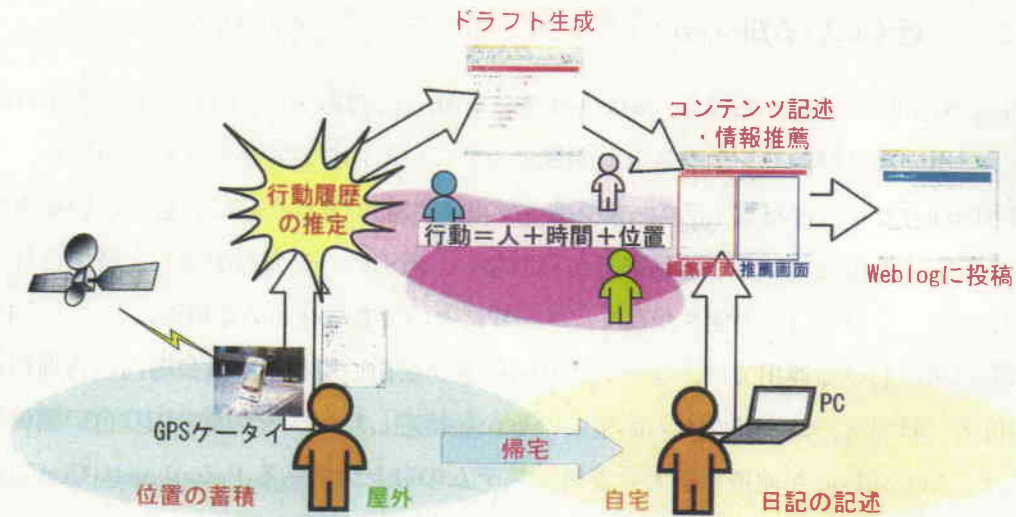 ドラフト生成
コンテンツ記述
・情報推薦
行動履歴
の推定
行動＝人＋時間＋位置
編集画面
推薦画面
Weblogに投稿
GPSケータイ
PC
帰宅
位置の蓄積
屋外
自宅
日記の記述